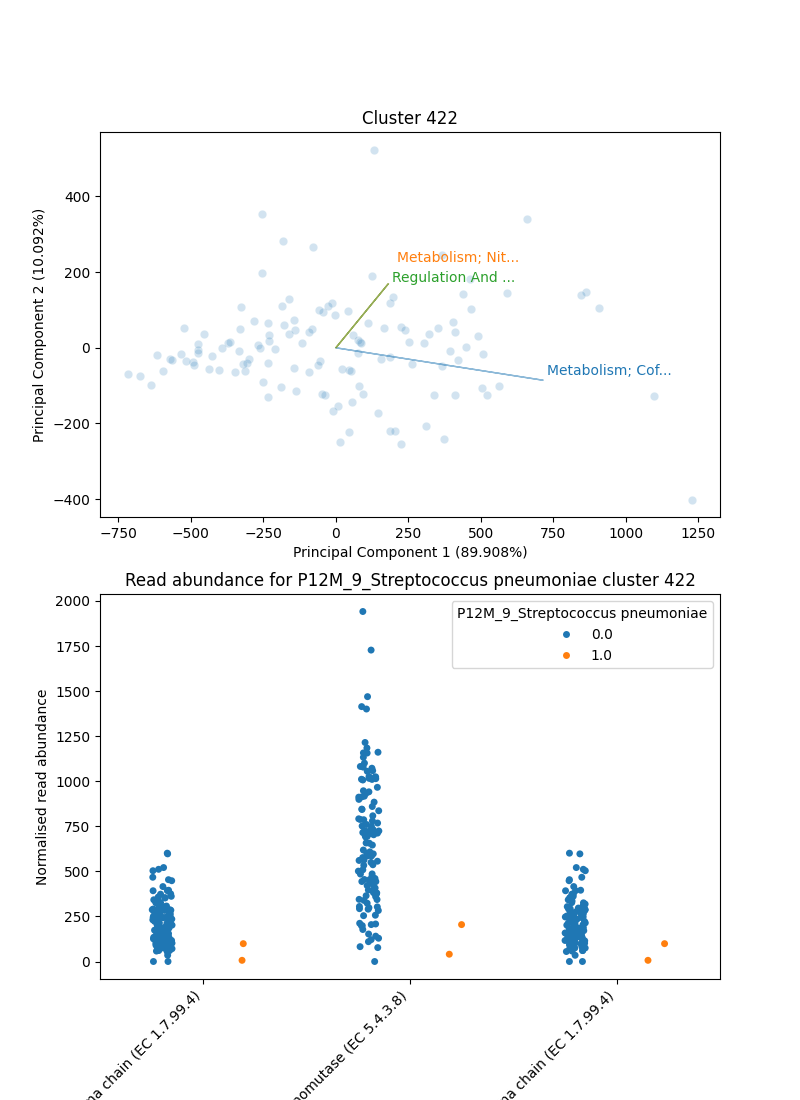 Cluster 422
Principal Component 2 (10.092%)
400
200
0
−200
−400
Metabolism; Nit...
Regulation And ...
Metabolism; Cof...
−750
−500
−250
0
250
500
750
1000
1250
Principal Component 1 (89.908%)
Read abundance for P12M_9_Streptococcus pneumoniae cluster 422
Normalised read abundance
2000
1750
1500
1250
1000
750
500
250
0
P12M_9_Streptococcus pneumoniae
0.0
1.0
chain (EC 1.7.99.4)
(EC 5.4.3.8)
chain (EC 1.7.99.4)